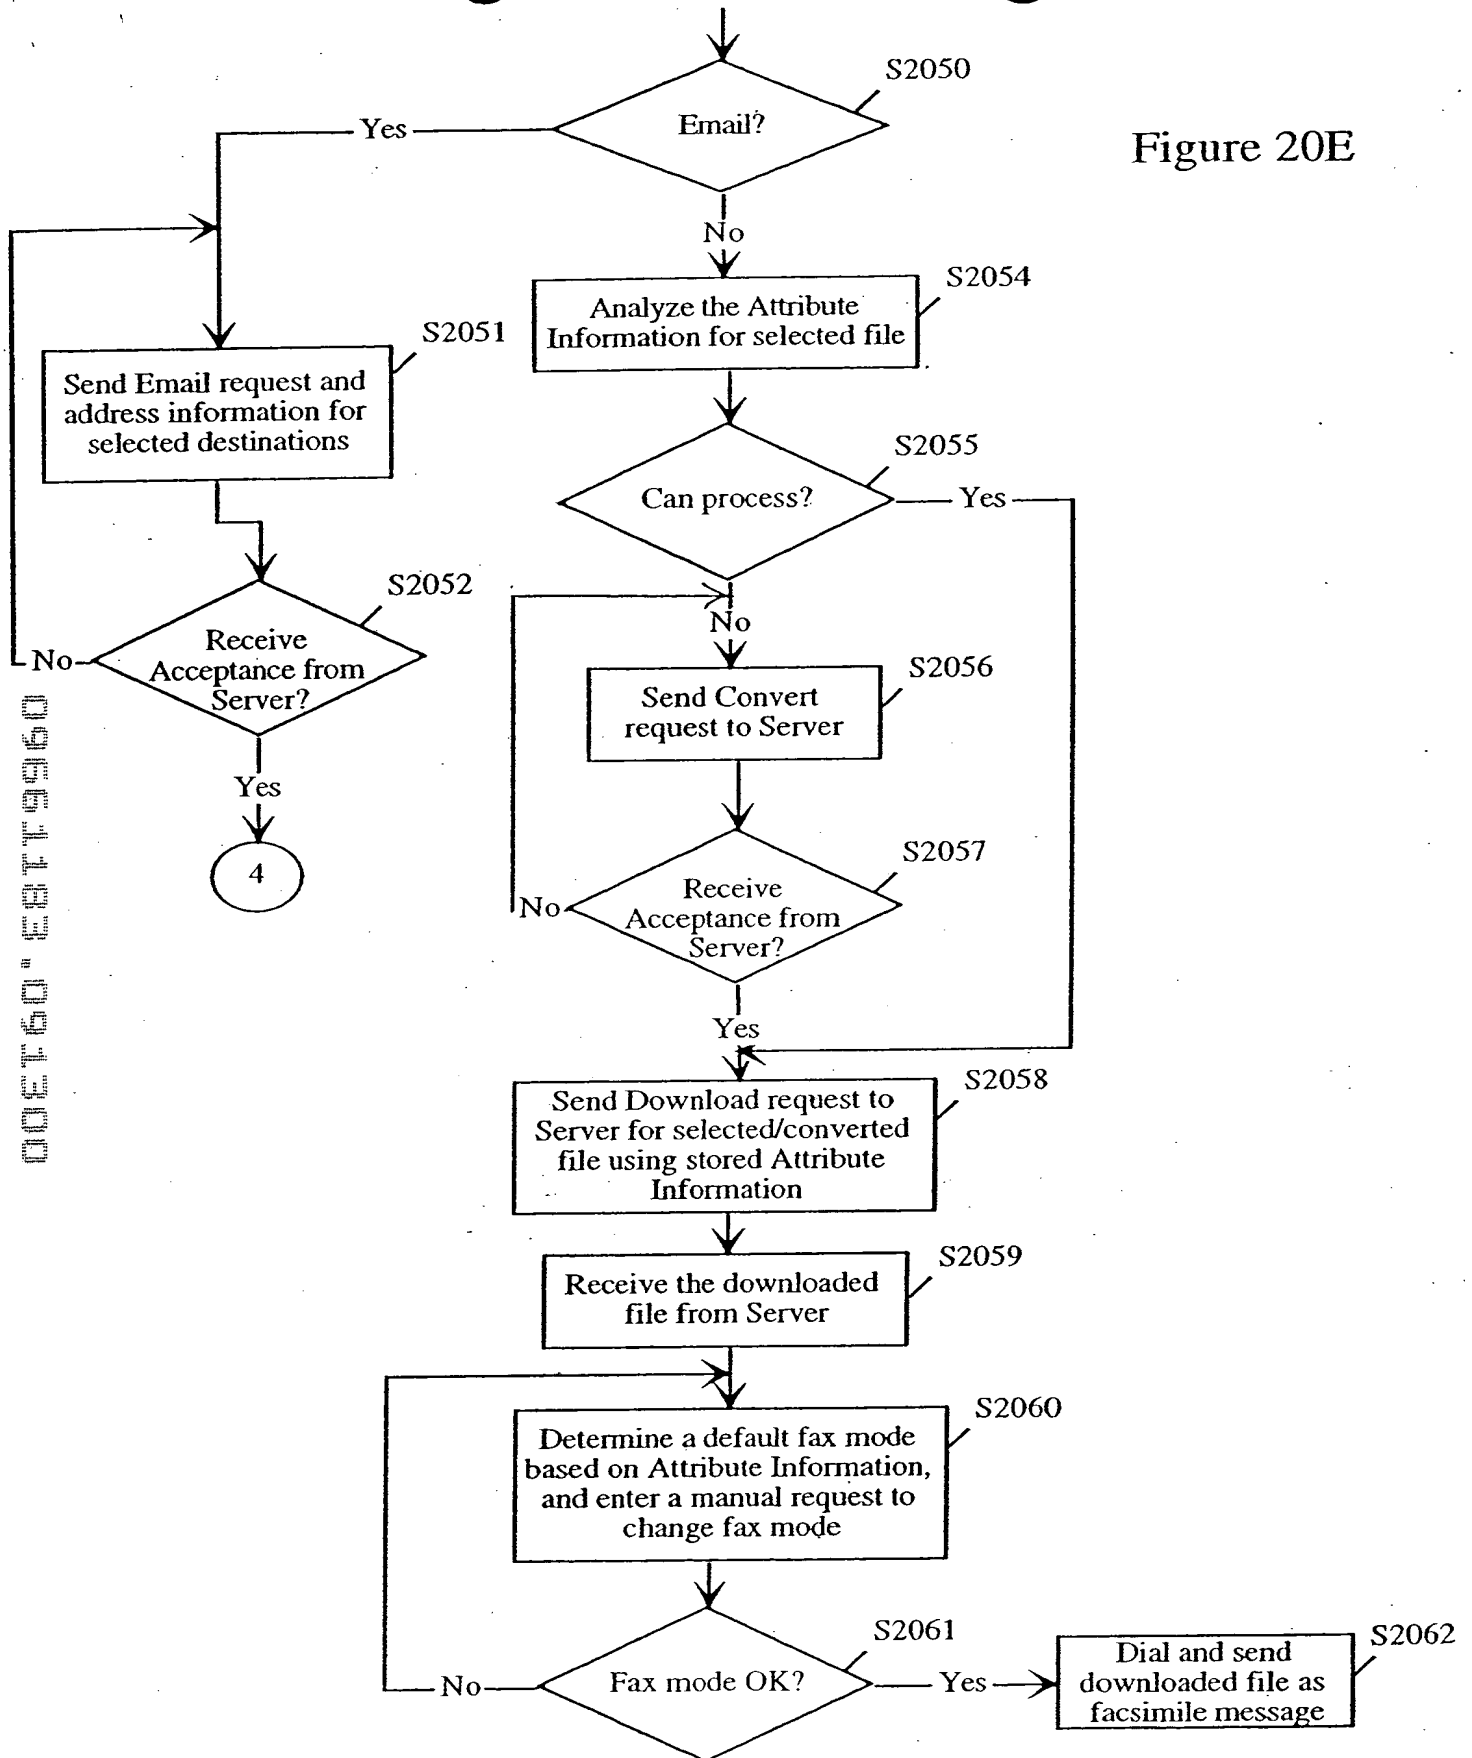 S2050
Email?
Yes
Figure 20E
No
S2054
Analyze the Attribute
Information for selected file
S2051
Send Email request and
address information for
selected destinations
S2055
Can process?
Yes
S2052
Receive
Acceptance from
Server?
No
Yes
4
No
S2056
Send Convert
request to Server
S2057
Receive
Acceptance from
Server?
No
Yes
S2058
Send Download request to
Server for selected/converted
file using stored Attribute
Information
S2059
Receive the downloaded
file from Server
S2060
Determine a default fax mode
based on Attribute Information,
and enter a manual request to
change fax mode
S2061
Fax mode OK?
No
Yes
S2062
Dial and send
downloaded file as
facsimile message
09661183.091300